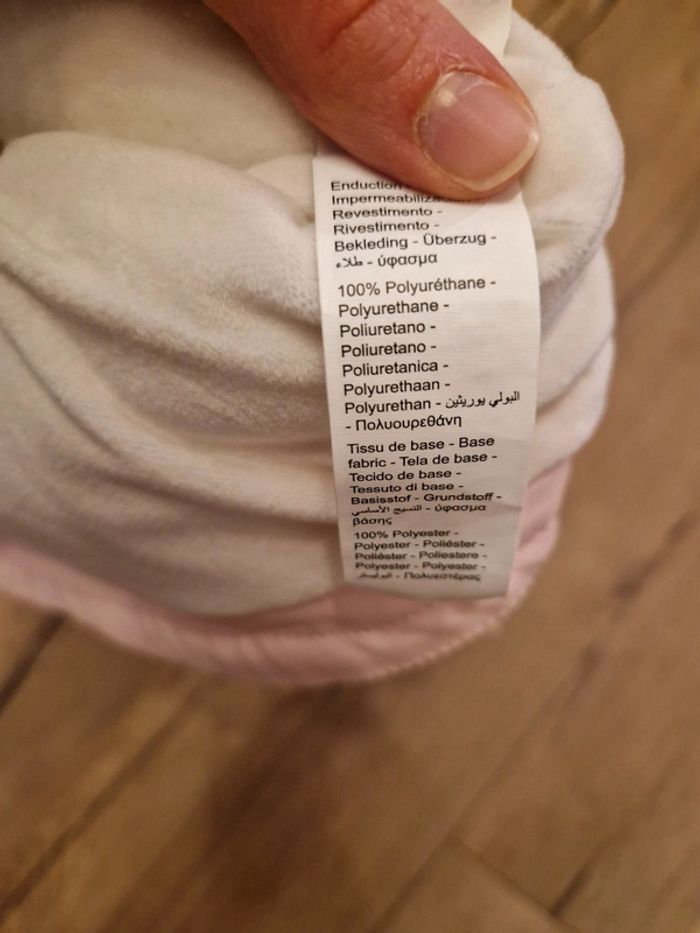 Enduction
Impermeabiliza
Revestimento -
Rivestimento -
Bekleding - Überzug -
طلاء - ύφασμα
100% Polyuréthane -
Polyurethane -
Poliuretano -
Poliuretano -
Poliuretanica -
Polyurethaan -
Polyurethan - البولي يوريثين
- Πολυουρεθάνη
Tissu de base - Base
fabric - Tela de base -
Tecido de base -
Tessuto di base -
Basisstof - Grundstoff -
النسيج الأساسي - ύφασμα
βάσης
100% Polyester -
Polyester - Poliéster -
Poliéster - Poliestere -
Polyester - Polyester -
- Πολυεστέρας